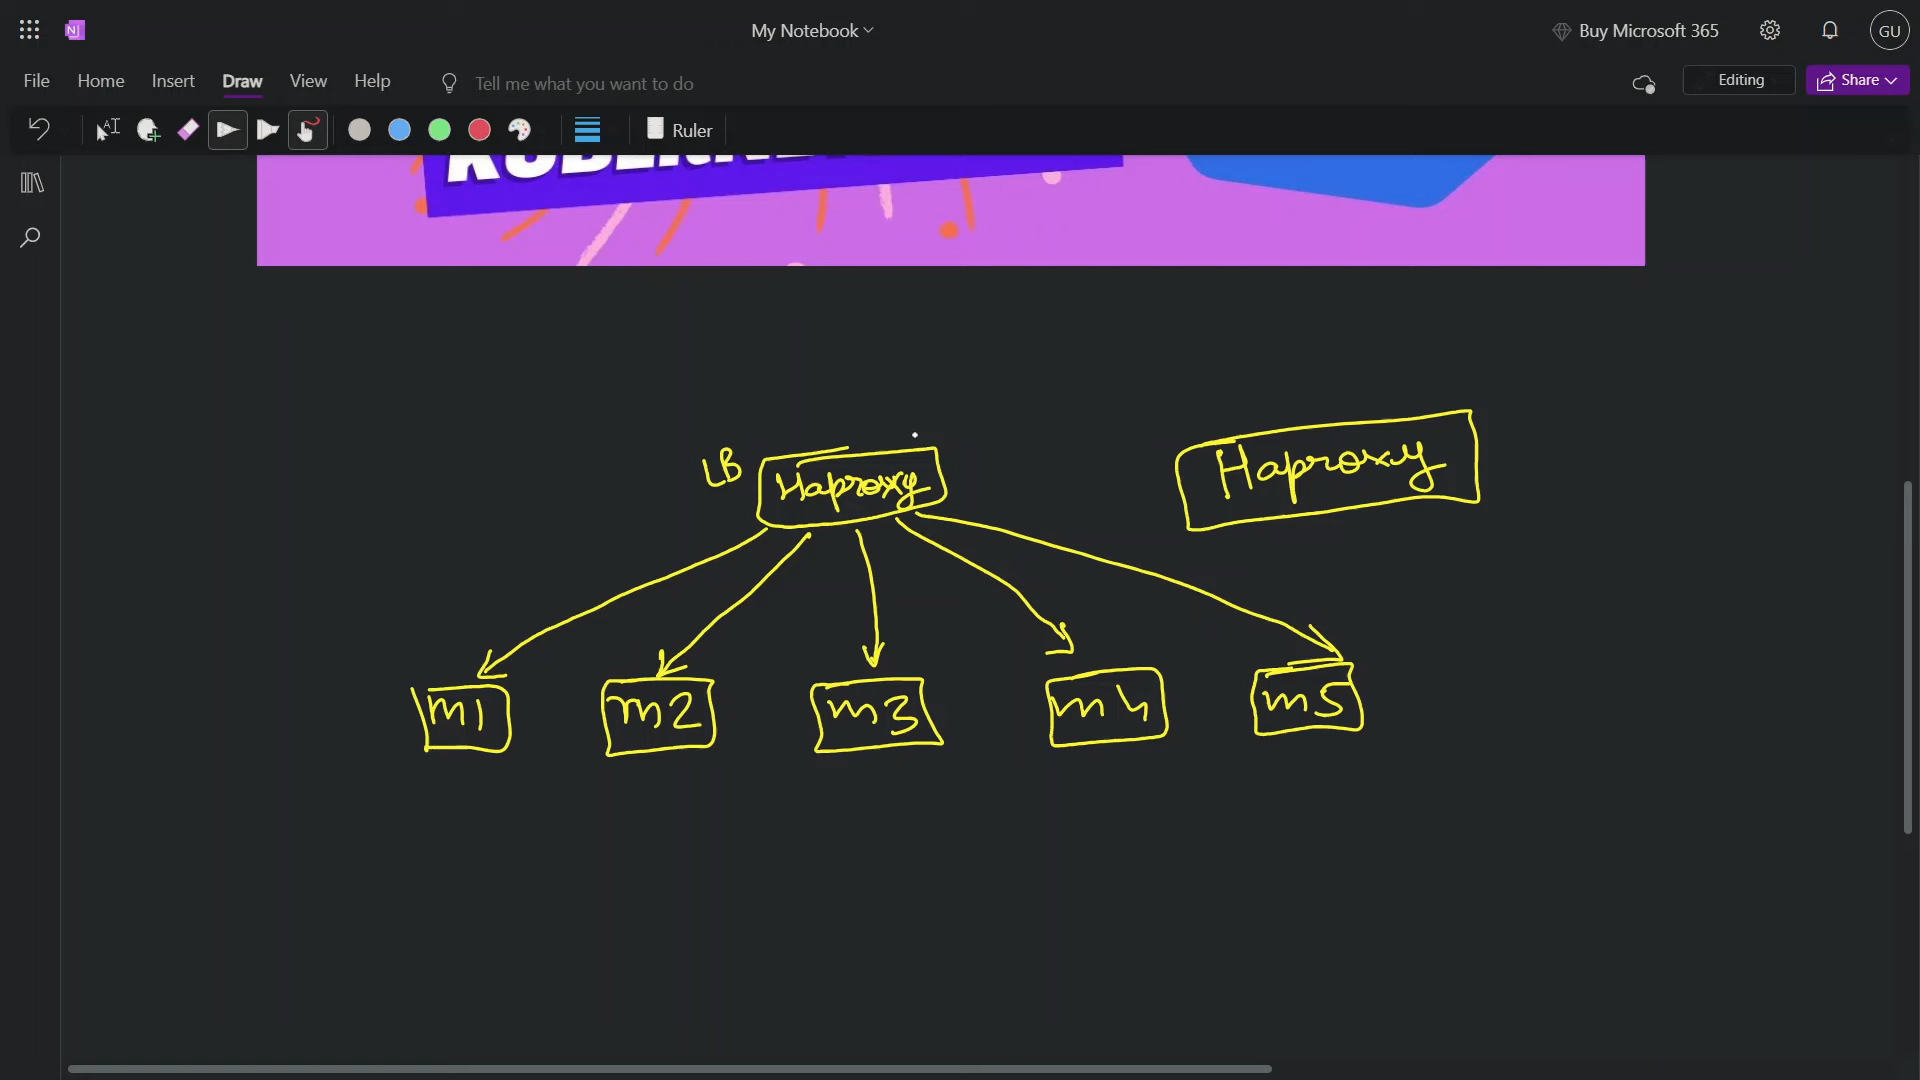 My Notebook
Buy Microsoft 365
GU
File Home Insert Draw View Help
Tell me what you want to do
Editing
Share
Ruler
LB
Haproxy
Haproxy
m1
m2
m3
m4
m5